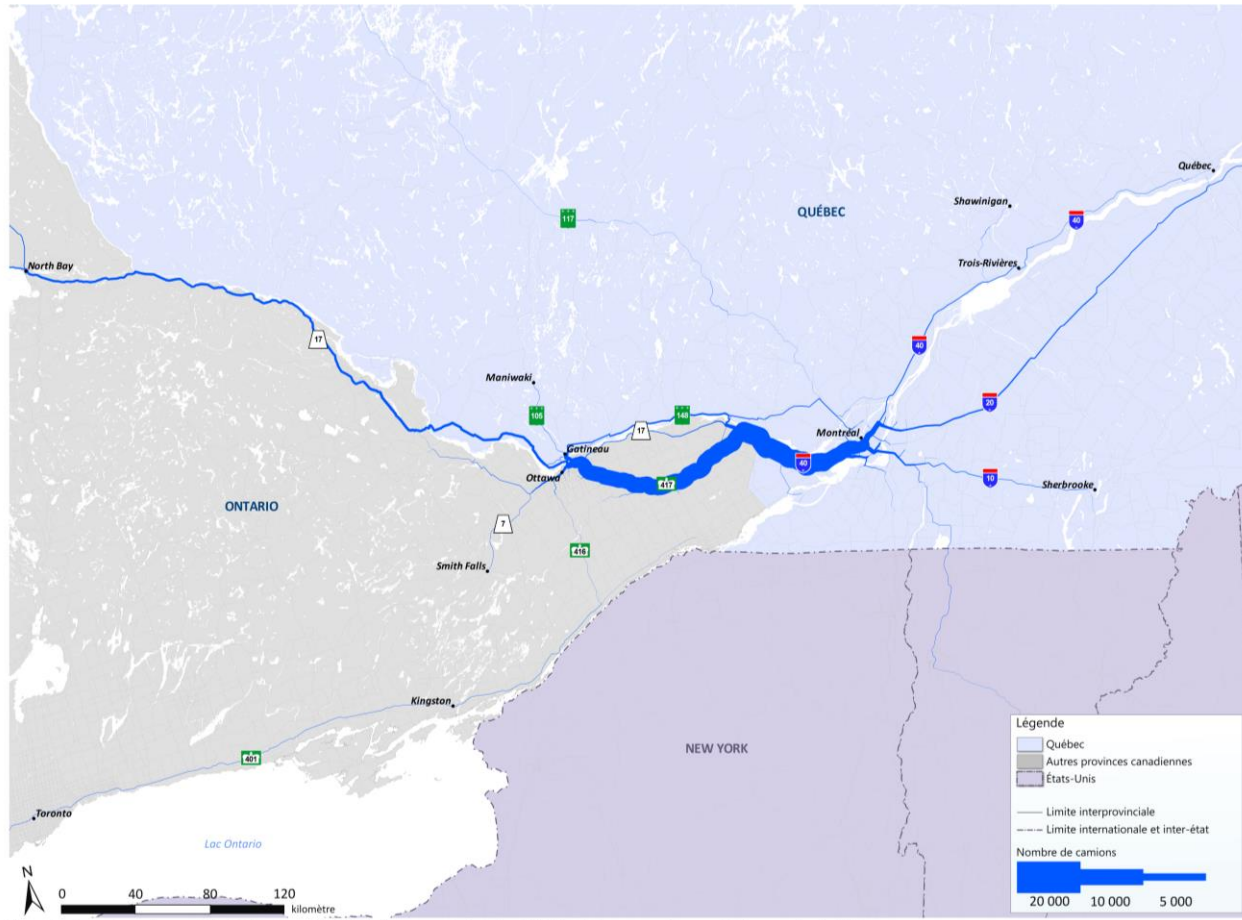 Québec
Shawinigan
QUÉBEC
117
40
North Bay
Trois-Rivières
17
40
Maniwaki
106
148
20
17
Montréal
Gatineau
40
Ottawa
417
10
Sherbrooke
ONTARIO
7
416
Smith Falls
Kingston
401
NEW YORK
Toronto
Lac Ontario
N
0 40 80 120
kilomètre
Légende
Québec
Autres provinces canadiennes
États-Unis
Limite interprovinciale
Limite internationale et inter-état
Nombre de camions
20 000 10 000 5 000